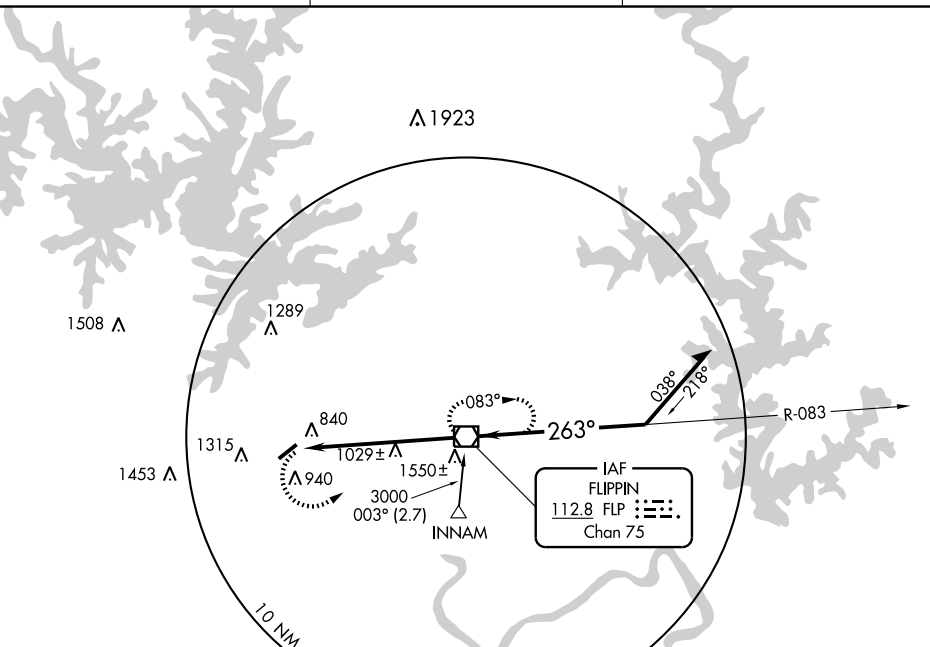 1923
1289
1508
083°
038°
218°
R-083
263°
840
1315
1029±
1550±
1453
940
3000
003° (2.7)
INNAM
IAF
FLIPPIN
112.8 FLP
Chan 75
10 NM